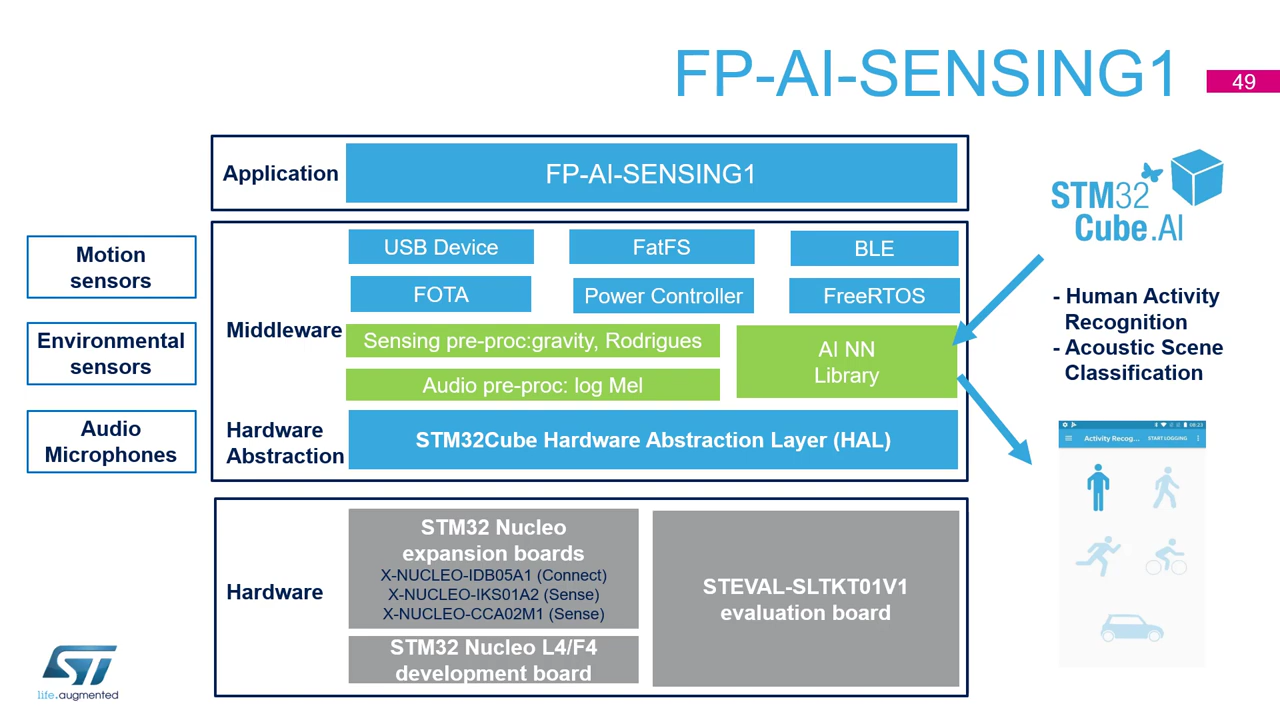 FP-AI-SENSING1
49
Application
FP-AI-SENSING1
Motion
sensors
Environmental
sensors
Audio
Microphones
Middleware
USB Device
FatFS
BLE
FOTA
Power Controller
FreeRTOS
Sensing pre-proc:gravity, Rodrigues
Audio pre-proc: log Mel
AI NN
Library
Hardware
Abstraction
STM32Cube Hardware Abstraction Layer (HAL)
Hardware
STM32 Nucleo
expansion boards
X-NUCLEO-IDB05A1 (Connect)
X-NUCLEO-IKS01A2 (Sense)
X-NUCLEO-CCA02M1 (Sense)
STM32 Nucleo L4/F4
development board
STEVAL-SLTKT01V1
evaluation board
STM32
Cube.AI
- Human Activity
Recognition
- Acoustic Scene
Classification
08:23
Activity Recog... START LOGGING
ST
life.augmented